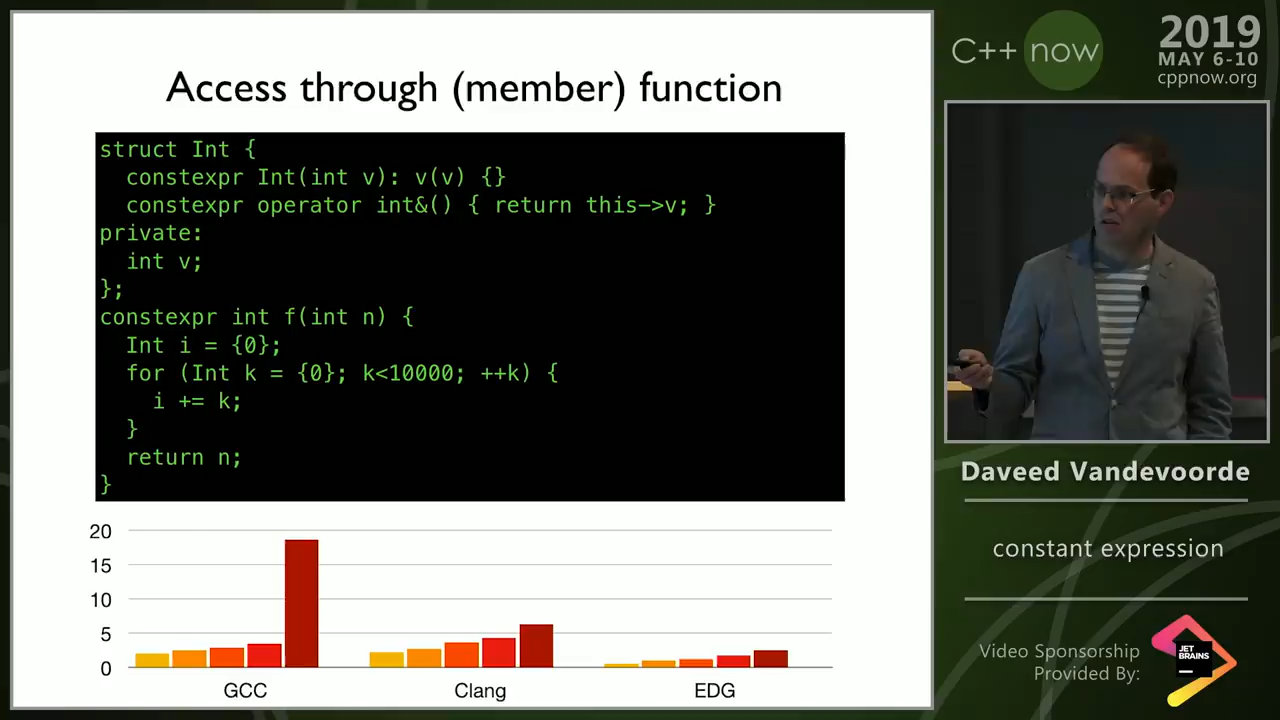 Access through (member) function
struct Int {
  constexpr Int(int v): v(v) {}
  constexpr operator int&() { return this->v; }
private:
  int v;
};
constexpr int f(int n) {
  Int i = {0};
  for (Int k = {0}; k<10000; ++k) {
    i += k;
  }
  return n;
}
20
15
10
5
0
GCC Clang EDG
C++ now
2019
MAY 6-10
cppnow.org
Daveed Vandevoorde
constant expression
Video Sponsorship
Provided By:
JET
BRAINS